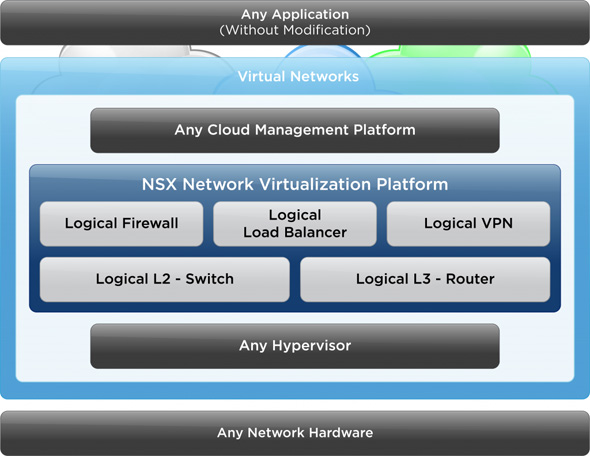 Any Application
(Without Modification)
Virtual Networks
Any Cloud Management Platform
NSX Network Virtualization Platform
Logical Firewall
Logical
Load Balancer
Logical VPN
Logical L2 - Switch
Logical L3 - Router
Any Hypervisor
Any Network Hardware